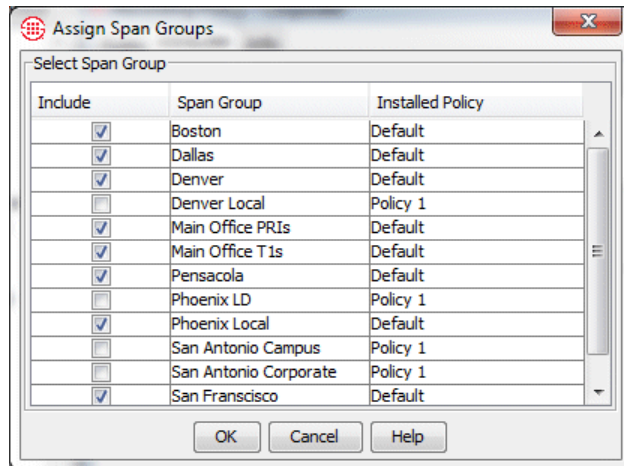 Assign Span Groups
Select Span Group
Include Span Group Installed Policy
Boston Default
Dallas Default
Denver Default
Denver Local Policy 1
Main Office PRIs Default
Main Office T1s Default
Pensacola Default
Phoenix LD Policy 1
Phoenix Local Default
San Antonio Campus Policy 1
San Antonio Corporate Policy 1
San Franscisco Default
OK Cancel Help